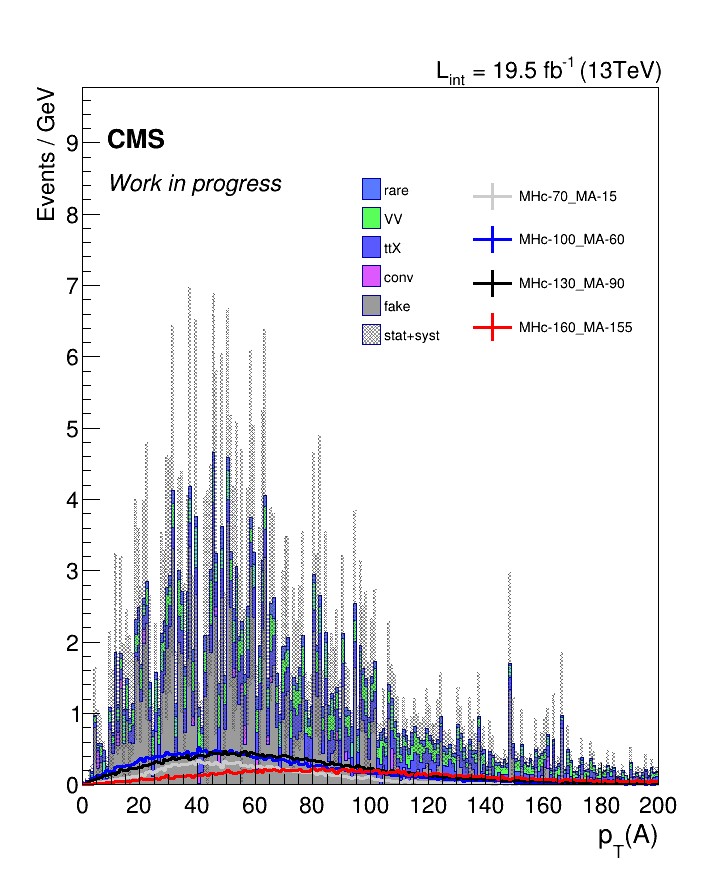 L_int = 19.5 fb^-1 (13TeV)
Events / GeV
CMS
Work in progress
rare
VV
ttX
conv
fake
stat+syst
MHc-70_MA-15
MHc-100_MA-60
MHc-130_MA-90
MHc-160_MA-155
9
8
7
6
5
4
3
2
1
0
0 20 40 60 80 100 120 140 160 180 200
p_T(A)